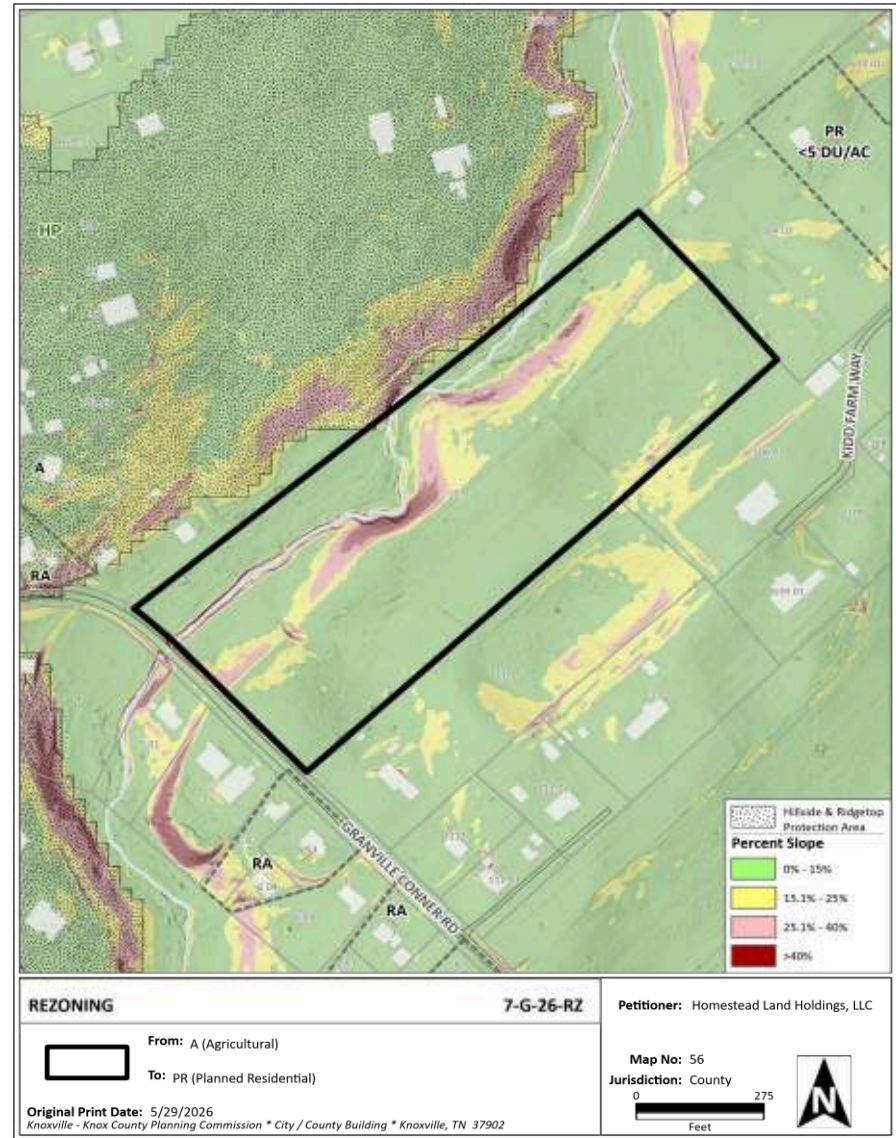 PR
<5 DU/AC
HP
KIDD FARM WAY
A
RA
GRANVILLE CONNER RD
RA
RA
Hillside & Ridgetop
Protection Area
Percent Slope
0% - 15%
15.1% - 25%
25.1% - 40%
>40%
REZONING
7-G-26-RZ
From: A (Agricultural)
To: PR (Planned Residential)
Original Print Date: 5/29/2026
Knoxville - Knox County Planning Commission * City / County Building * Knoxville, TN 37902
Petitioner: Homestead Land Holdings, LLC
Map No: 56
Jurisdiction: County
0 275
Feet
N